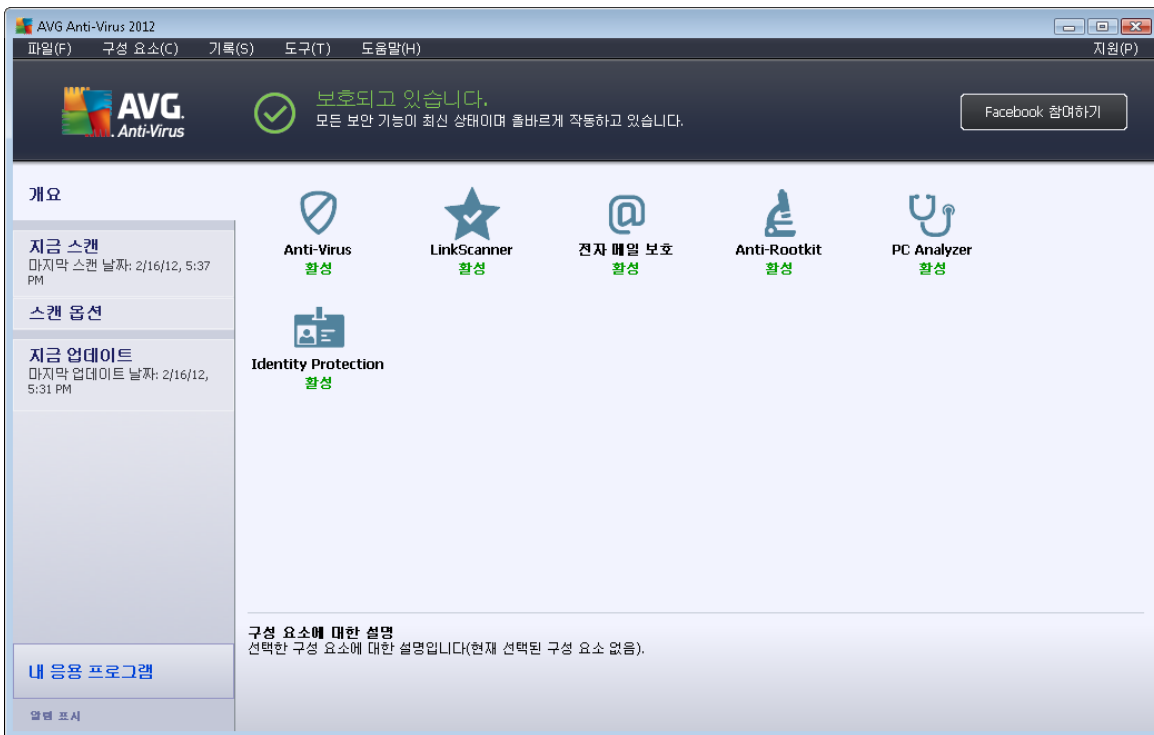 AVG Anti-Virus 2012
파일(F) 구성 요소(C) 기록(S) 도구(T) 도움말(H) 지원(P)
AVG.
Anti-Virus
보호되고 있습니다.
모든 보안 기능이 최신 상태이며 올바르게 작동하고 있습니다.
Facebook 참여하기
개요
지금 스캔
마지막 스캔 날짜: 2/16/12, 5:37
PM
스캔 옵션
지금 업데이트
마지막 업데이트 날짜: 2/16/12,
5:31 PM
Anti-Virus
활성
LinkScanner
활성
전자 메일 보호
활성
Anti-Rootkit
활성
PC Analyzer
활성
Identity Protection
활성
구성 요소에 대한 설명
선택한 구성 요소에 대한 설명입니다(현재 선택된 구성 요소 없음).
내 응용 프로그램
알림 표시